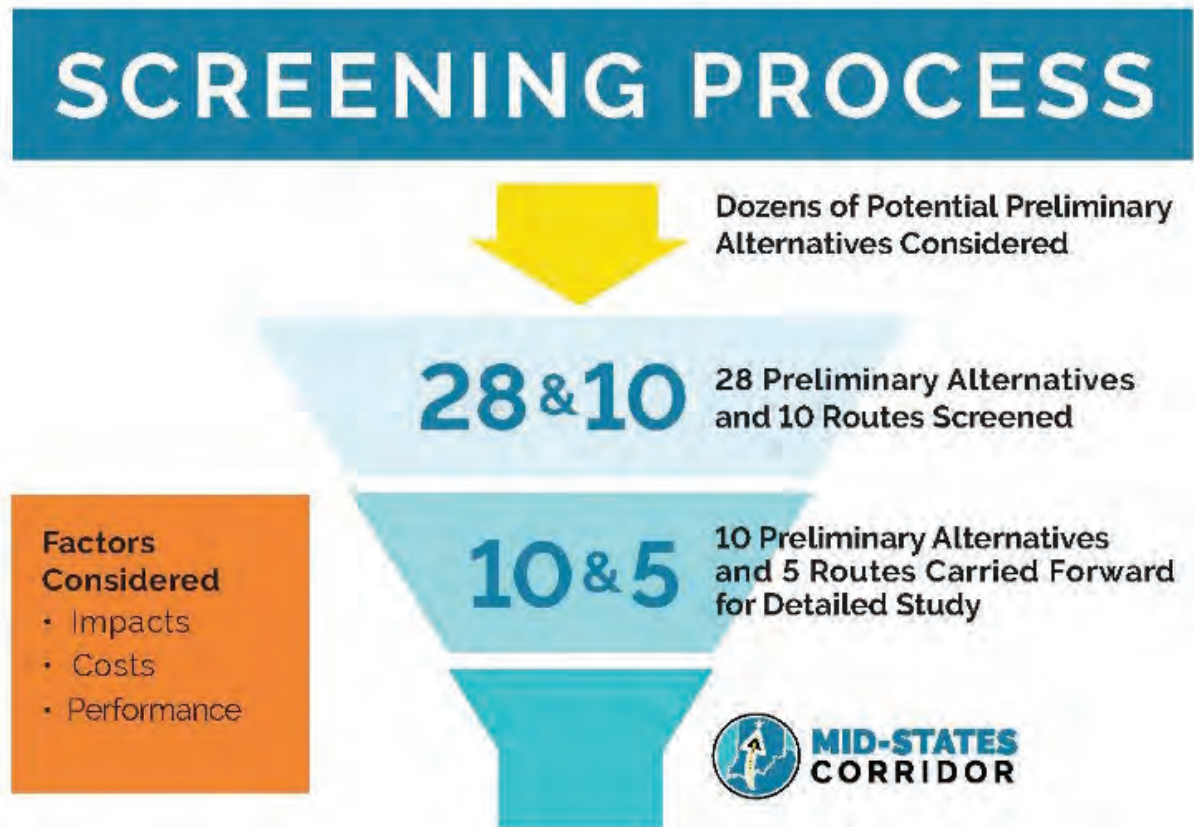 SCREENING PROCESS
Dozens of Potential Preliminary
Alternatives Considered
28 & 10
28 Preliminary Alternatives
and 10 Routes Screened
Factors
Considered
• Impacts
• Costs
• Performance
10 & 5
10 Preliminary Alternatives
and 5 Routes Carried Forward
for Detailed Study
MID-STATES
CORRIDOR